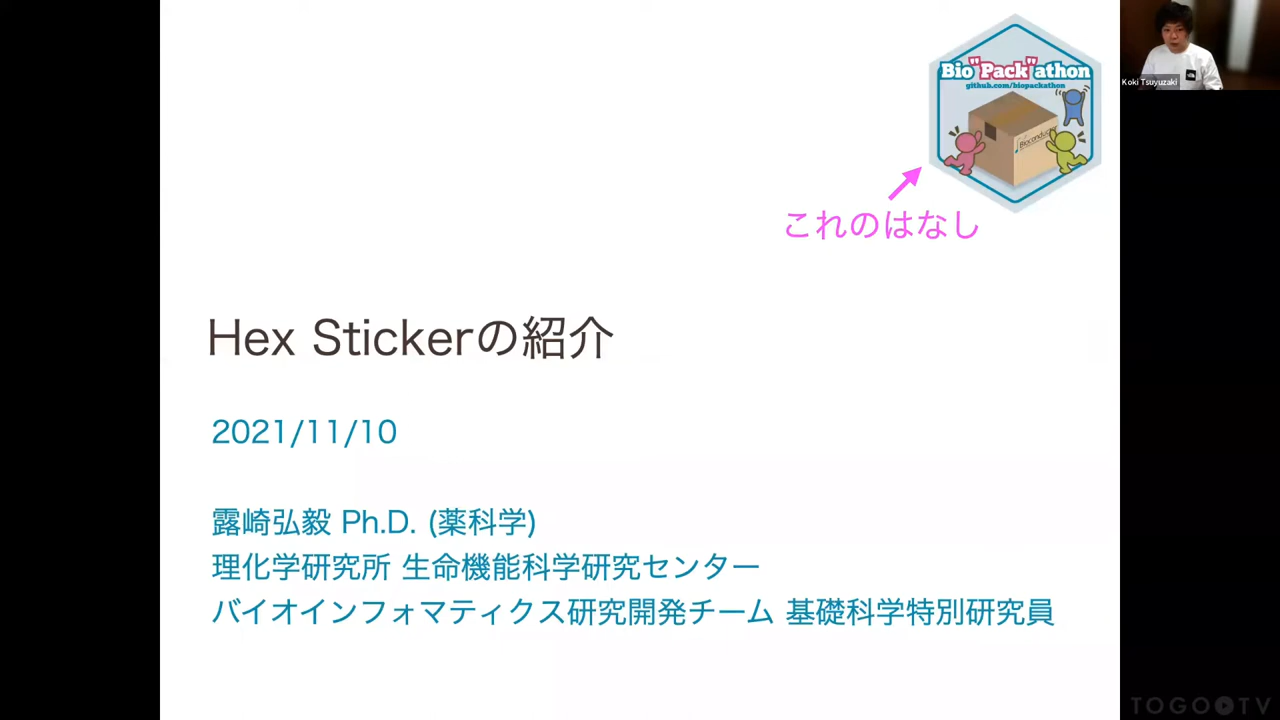 Bio"Pack"athon
github.com/biopackathon
Bioconductor
Koki Tsuyuzaki
これのはなし
Hex Stickerの紹介
2021/11/10
露崎弘毅 Ph.D. (薬科学)
理化学研究所 生命機能科学研究センター
バイオインフォマティクス研究開発チーム 基礎科学特別研究員
TOGOTV